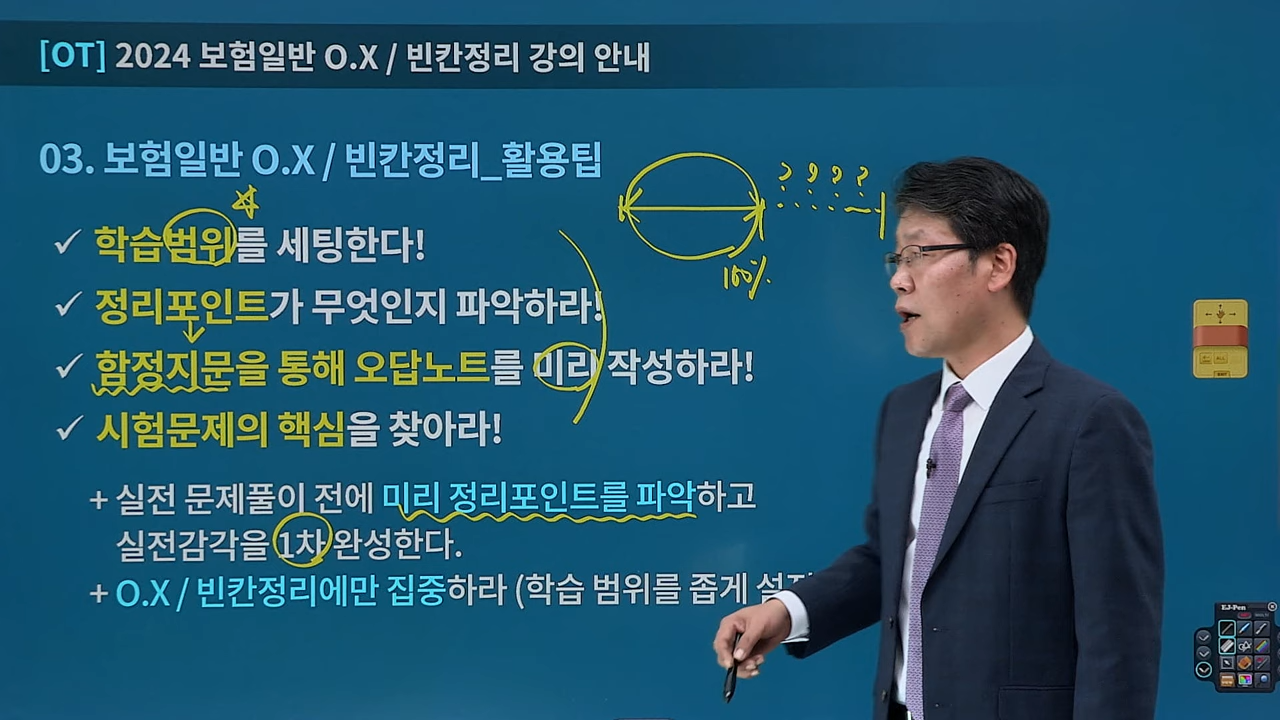 [OT] 2024 보험일반 O.X / 빈칸정리 강의 안내
03. 보험일반 O.X / 빈칸정리_활용팁
? ? ? ?
100%
✓ 학습범위를 세팅한다!
✓ 정리포인트가 무엇인지 파악하라!
✓ 함정지문을 통해 오답노트를 미리 작성하라!
✓ 시험문제의 핵심을 찾아라!
+ 실전 문제풀이 전에 미리 정리포인트를 파악하고
실전감각을 1차 완성한다.
+ O.X / 빈칸정리에만 집중하라 (학습 범위를 좁게
EJ-Pen